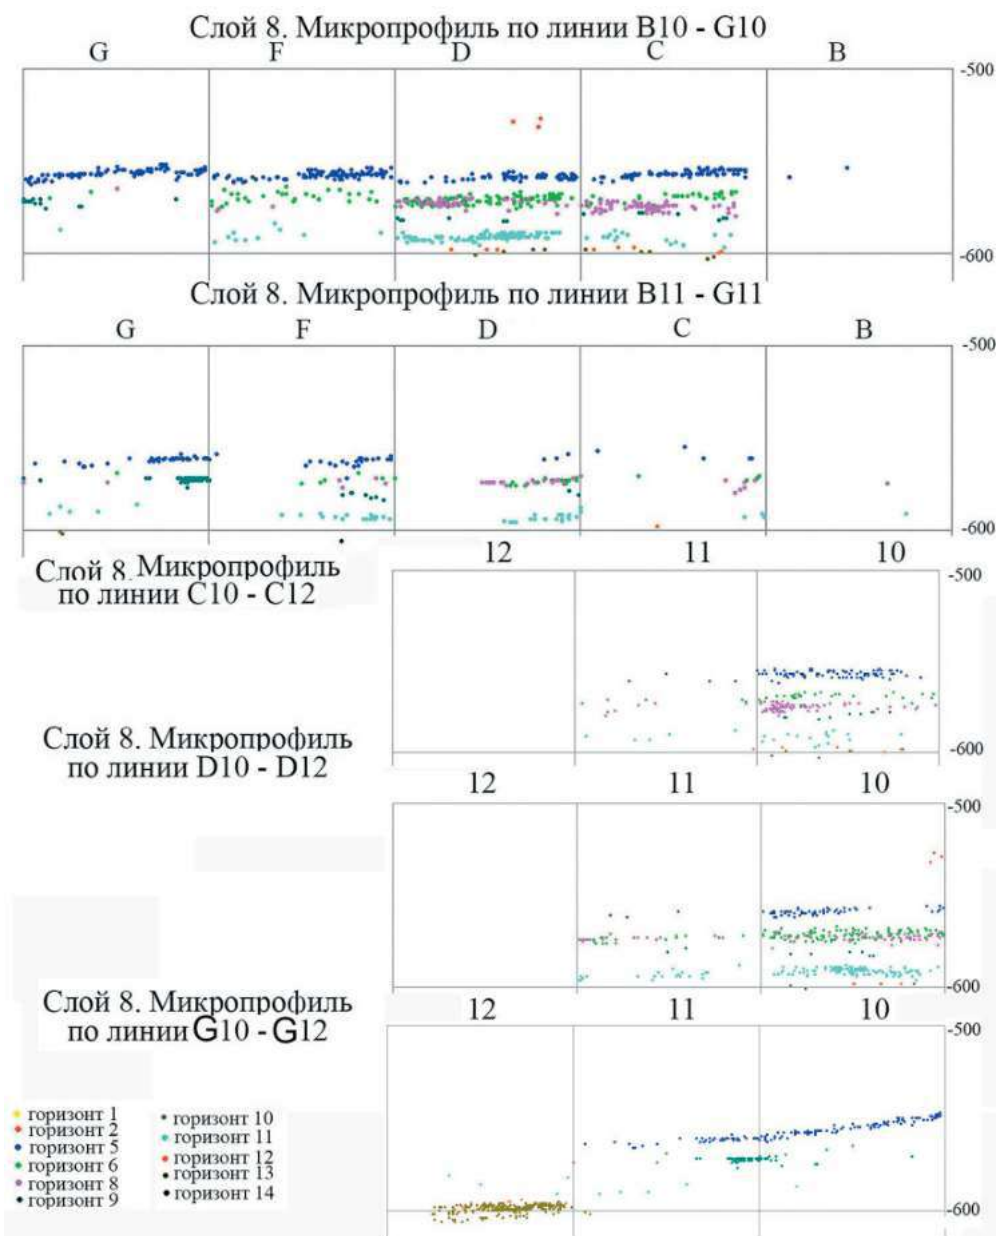 Слой 8. Микропрофиль по линии B10 - G10
G F D C B
-500
-600
Слой 8. Микропрофиль по линии B11 - G11
G F D C B
-500
-600
12 11 10
Слой 8. Микропрофиль
по линии C10 - C12
-500
-600
12 11 10
Слой 8. Микропрофиль
по линии D10 - D12
-500
-600
12 11 10
Слой 8. Микропрофиль
по линии G10 - G12
-500
-600
горизонт 1
горизонт 2
горизонт 5
горизонт 6
горизонт 8
горизонт 9
горизонт 10
горизонт 11
горизонт 12
горизонт 13
горизонт 14